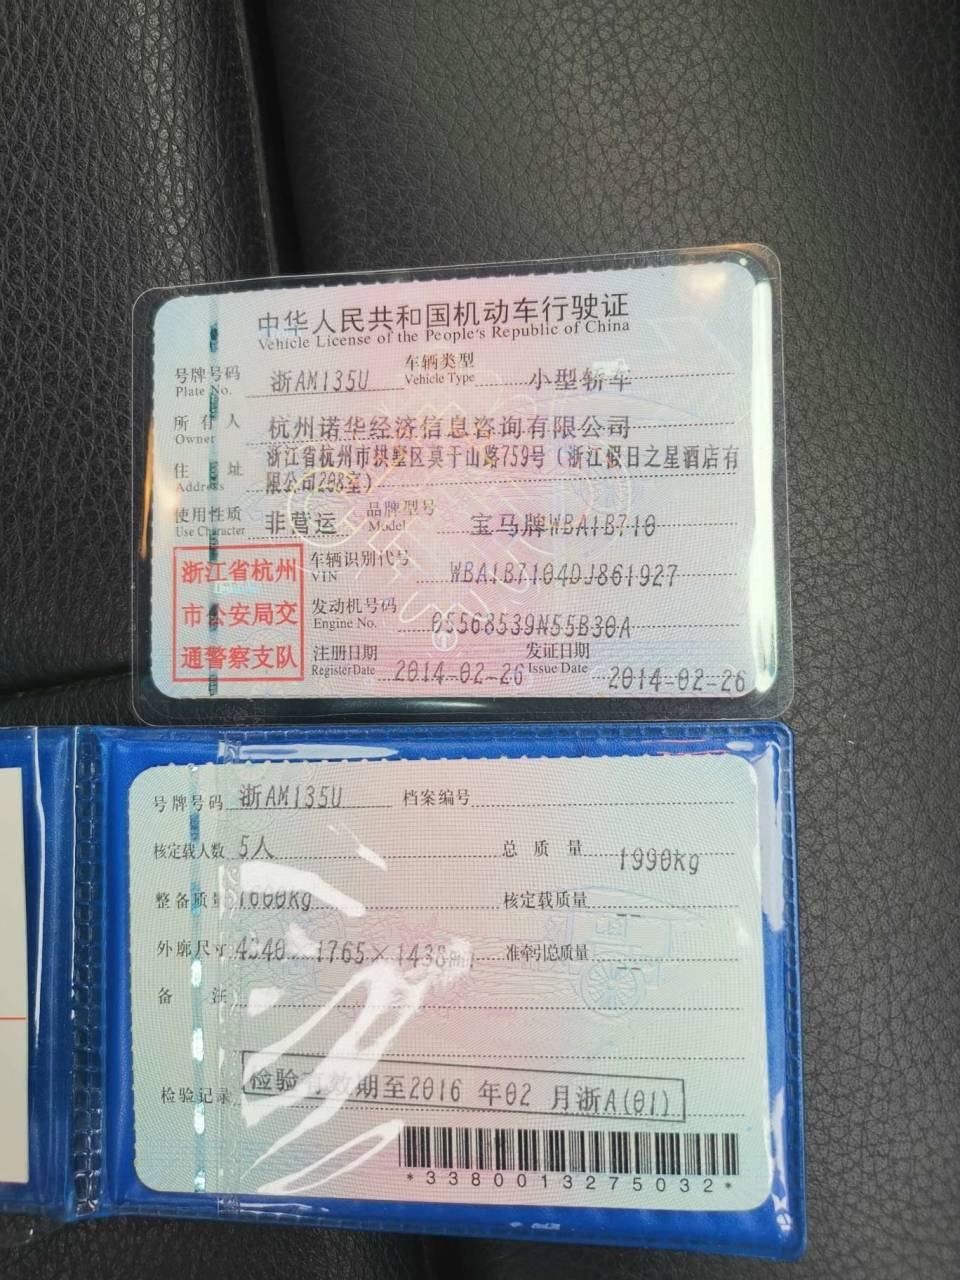 中华人民共和国机动车行驶证
Vehicle License of the People's Republic of China
号牌号码 浙AM135U 车辆类型 小型轿车
Plate No. Vehicle Type
所有人 杭州诺华经济信息咨询有限公司
Owner
住址 浙江省杭州市拱墅区莫干山路759号(浙江假日之星酒店有
Address 限公司208室)
使用性质 非营运 品牌型号 宝马牌WBA1B710
Use Character Model
浙江省杭州
市公安局交
通警察支队
车辆识别代号 WBA1B7104DJ861927
VIN
发动机号码 05568539N55B30A
Engine No.
注册日期 2014-02-26 发证日期 2014-02-26
Register Date Issue Date
号牌号码 浙AM135U 档案编号
核定载人数 5人 总质量 1990kg
整备质量 1600kg 核定载质量 --
外廓尺寸 4340×1765×1438mm 准牵引总质量 --
备注
检验记录 检验有效期至2016年02月浙A(01)
*3380013275032*